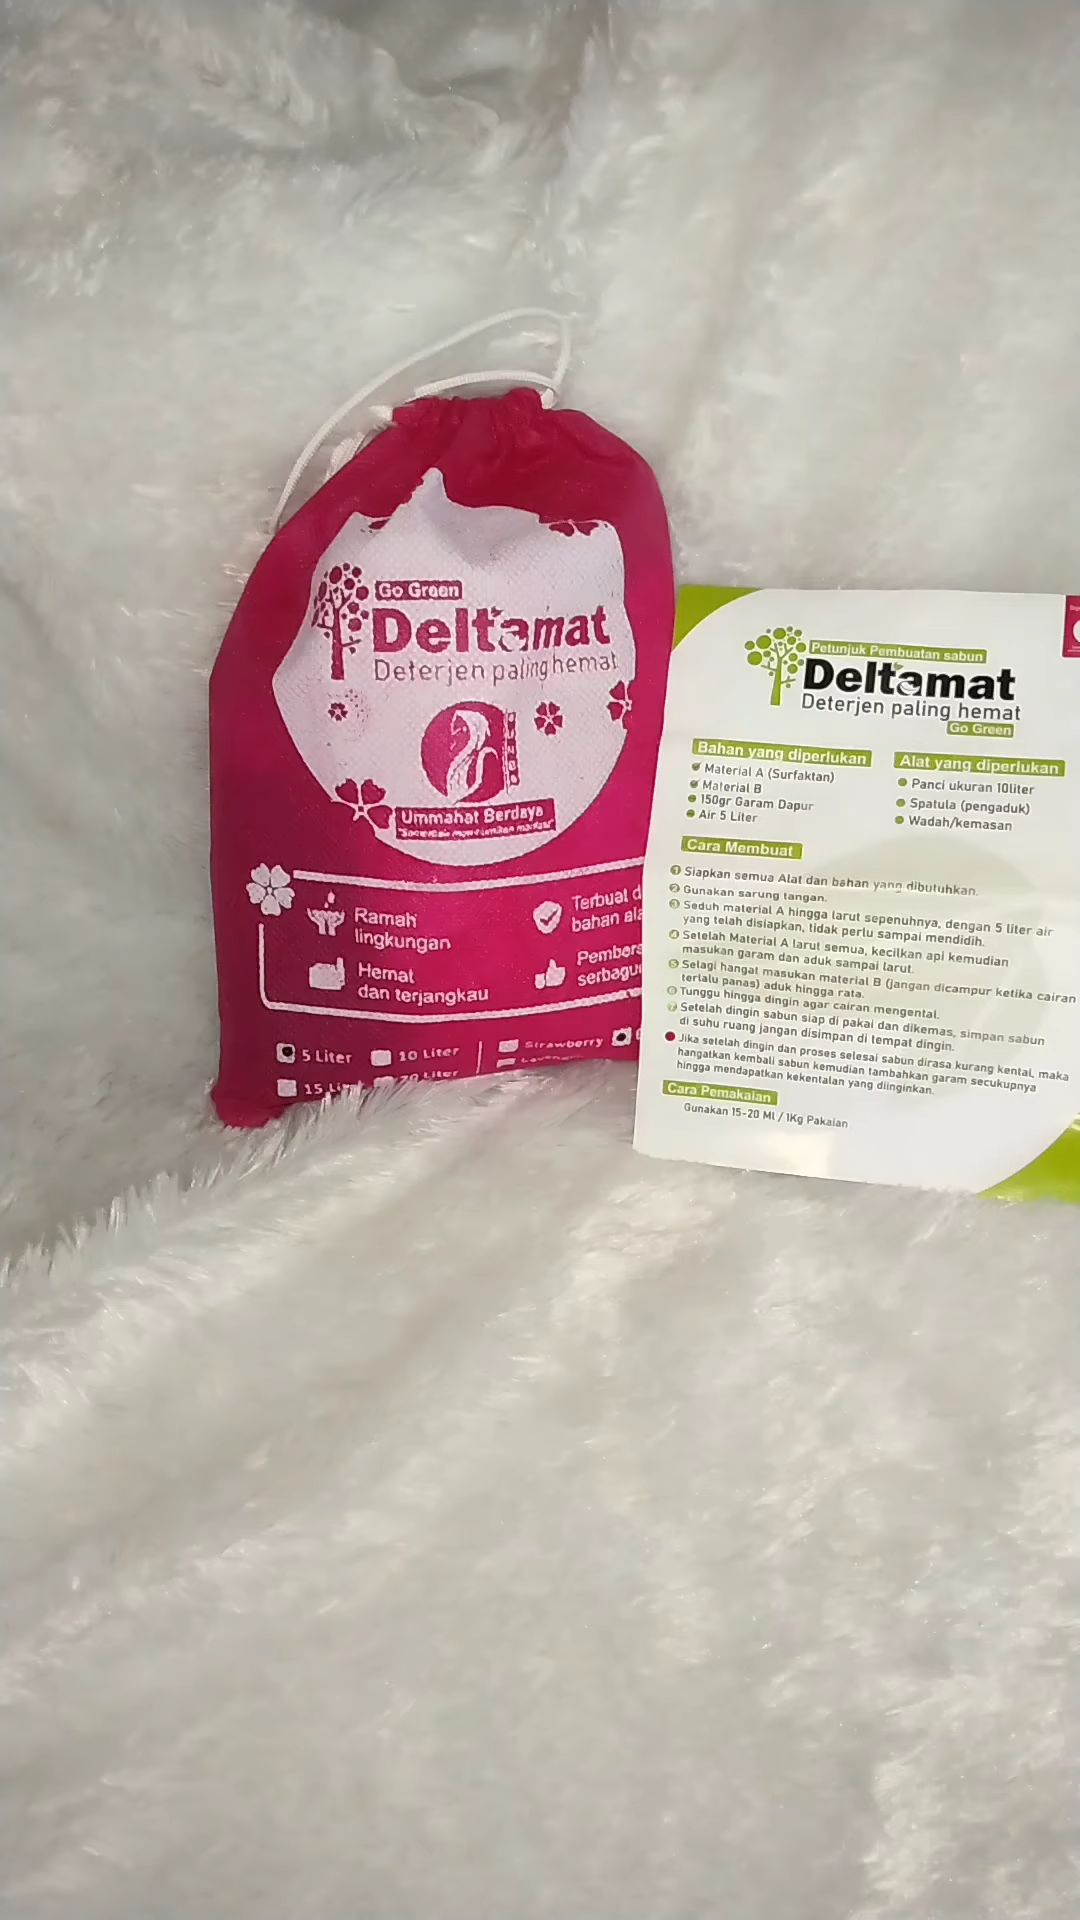 Go Green
Deltamat
Deterjen paling hemat
Ummahat Berdaya
Ramah
lingkungan
Hemat
dan terjangkau
Terbuat
bahan
5 Liter
10 Liter
Strawberry
15
Petunjuk Pembuatan sabun
Deltamat
Deterjen paling hemat
Go Green
Bahan yang diperlukan
Material A (Surfaktan)
Material B
150gr Garam Dapur
Air 5 Liter
Alat yang diperlukan
Panci ukuran 10liter
Spatula (pengaduk)
Wadah/kemasan
Cara Membuat
1 Siapkan semua Alat dan bahan yang dibutuhkan.
2 Gunakan sarung tangan.
3 Seduh material A hingga larut sepenuhnya, dengan 5 liter air
yang telah disiapkan, tidak perlu sampai mendidih.
4 Setelah Material A larut semua, kecilkan api kemudian
masukan garam dan aduk sampai larut.
5 Selagi hangat masukan material B (jangan dicampur ketika cairan
terlalu panas) aduk hingga rata.
6 Tunggu hingga dingin agar cairan mengental.
7 Setelah dingin sabun siap di pakai dan dikemas, simpan sabun
di suhu ruang jangan disimpan di tempat dingin.
Jika setelah dingin dan proses selesai sabun dirasa kurang kental, maka
hangatkan kembali sabun kemudian tambahkan garam secukupnya
hingga mendapatkan kekentalan yang diinginkan.
Cara Pemakaian
Gunakan 15-20 Ml / 1Kg Pakaian